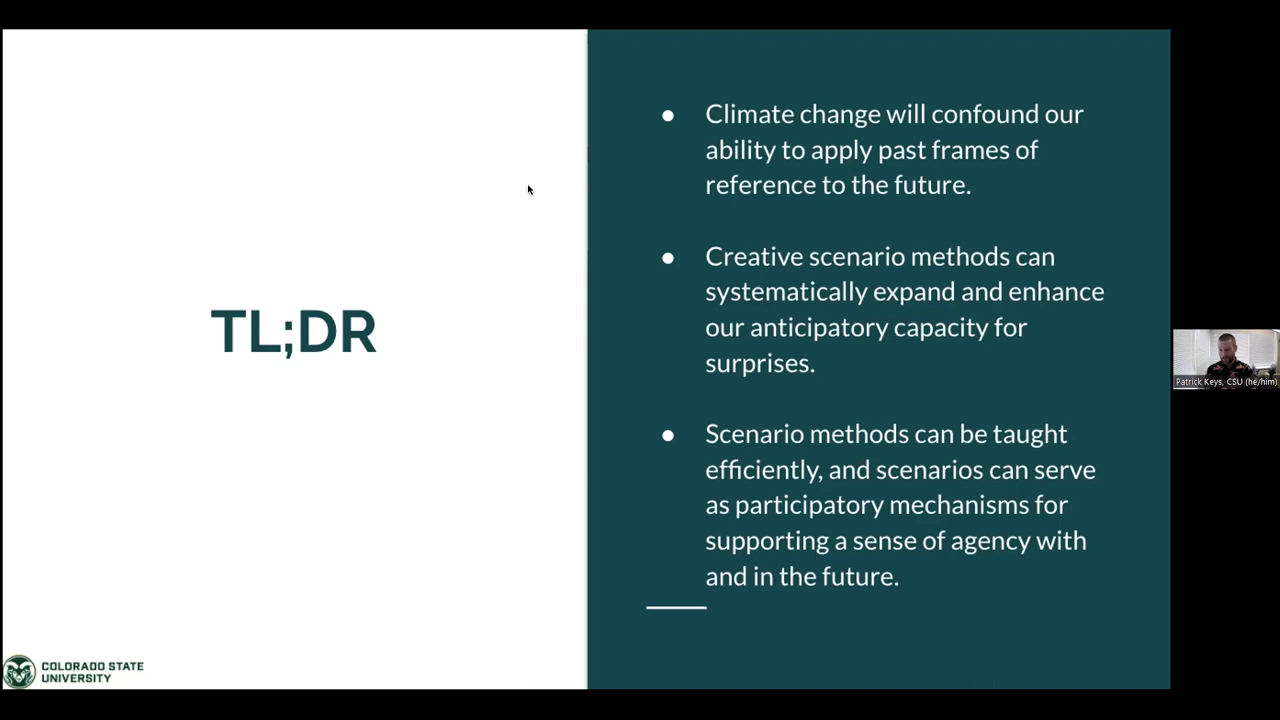 TL;DR
● Climate change will confound our
ability to apply past frames of
reference to the future.
● Creative scenario methods can
systematically expand and enhance
our anticipatory capacity for
surprises.
● Scenario methods can be taught
efficiently, and scenarios can serve
as participatory mechanisms for
supporting a sense of agency with
and in the future.
Patrick Keys, CSU (he/him)
COLORADO STATE
UNIVERSITY